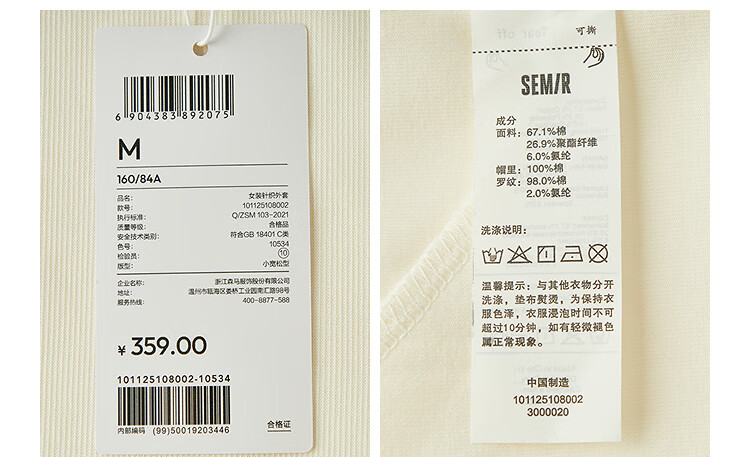 6 904383 892075
M
160/84A
品名: 女装针织外套
款号: 101125108002
执行标准: Q/ZSM 103-2021
质量等级: 合格品
安全技术类别: 符合GB 18401 C类
色号: 10534
检验员: 10
版型: 小宽松型
企业名称: 浙江森马服饰股份有限公司
地址: 温州市瓯海区娄桥工业园南汇路98号
服务热线: 400-8877-588
¥ 359.00
101125108002-10534
内部编码 (99)50019203446
合格证
Tear off 可撕
SEM/R
成分
面料: 67.1%棉
26.9%聚酯纤维
6.0%氨纶
帽里: 100%棉
罗纹: 98.0%棉
2.0%氨纶
洗涤说明:
温馨提示: 与其他衣物分开
洗涤, 垫布熨烫, 为保持衣
服色泽, 衣服浸泡时间不可
超过10分钟, 如有轻微褪色
属正常现象。
中国制造
101125108002
3000020